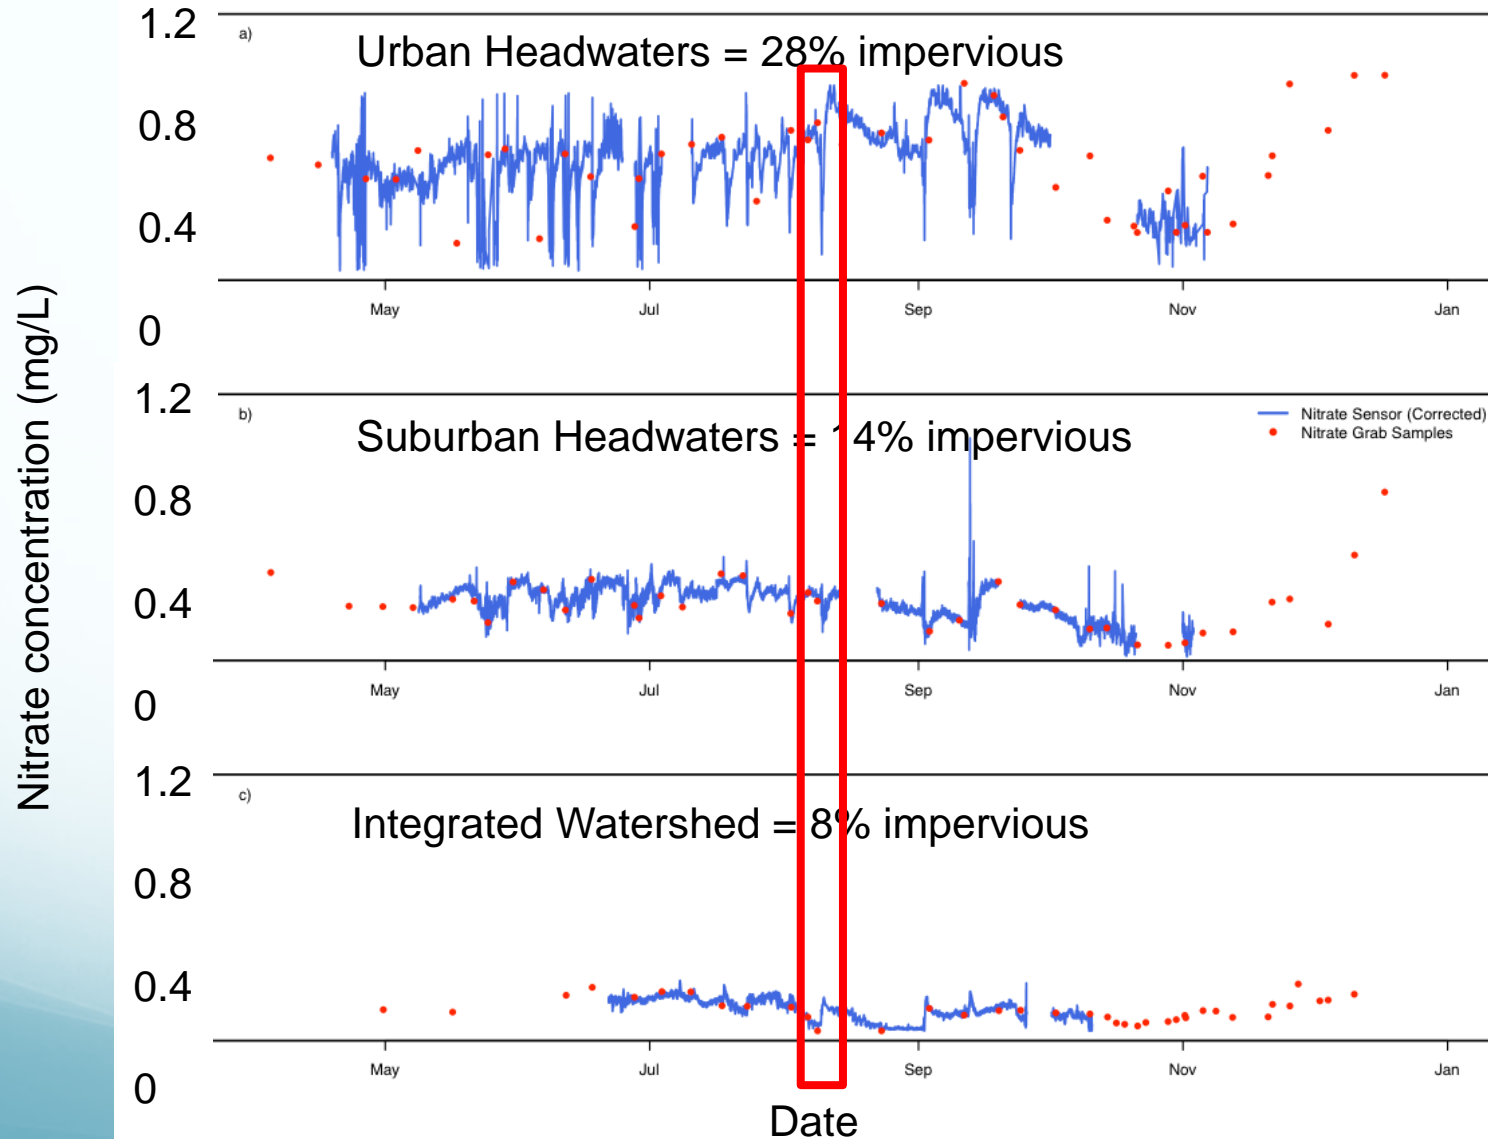 Nitrate concentration (mg/L)
1.2
a)
Urban Headwaters = 28% impervious
0.8
0.4
0
May
Jul
Sep
Nov
Jan
1.2
b)
Suburban Headwaters = 14% impervious
Nitrate Sensor (Corrected)
Nitrate Grab Samples
0.8
0.4
0
May
Jul
Sep
Nov
Jan
1.2
c)
Integrated Watershed = 8% impervious
0.8
0.4
0
May
Jul
Sep
Nov
Jan
Date